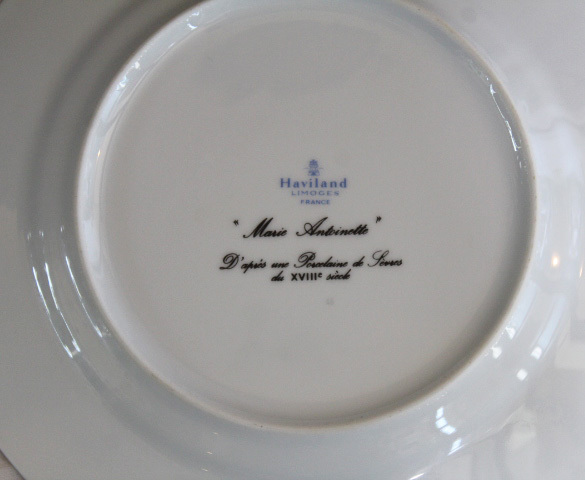 Haviland
LIMOGES
FRANCE
"Marie Antoinette"
D'après une Porcelaine de Sèvres
du XVIIIe siècle